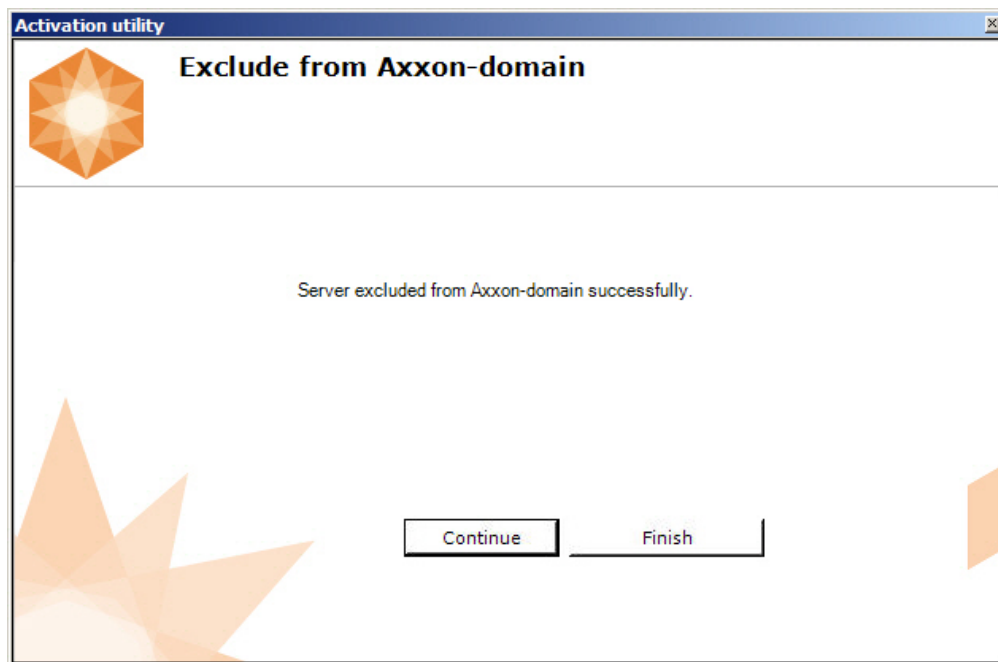 Activation utility
Exclude from Axxon-domain
Server excluded from Axxon-domain successfully.
Continue
Finish